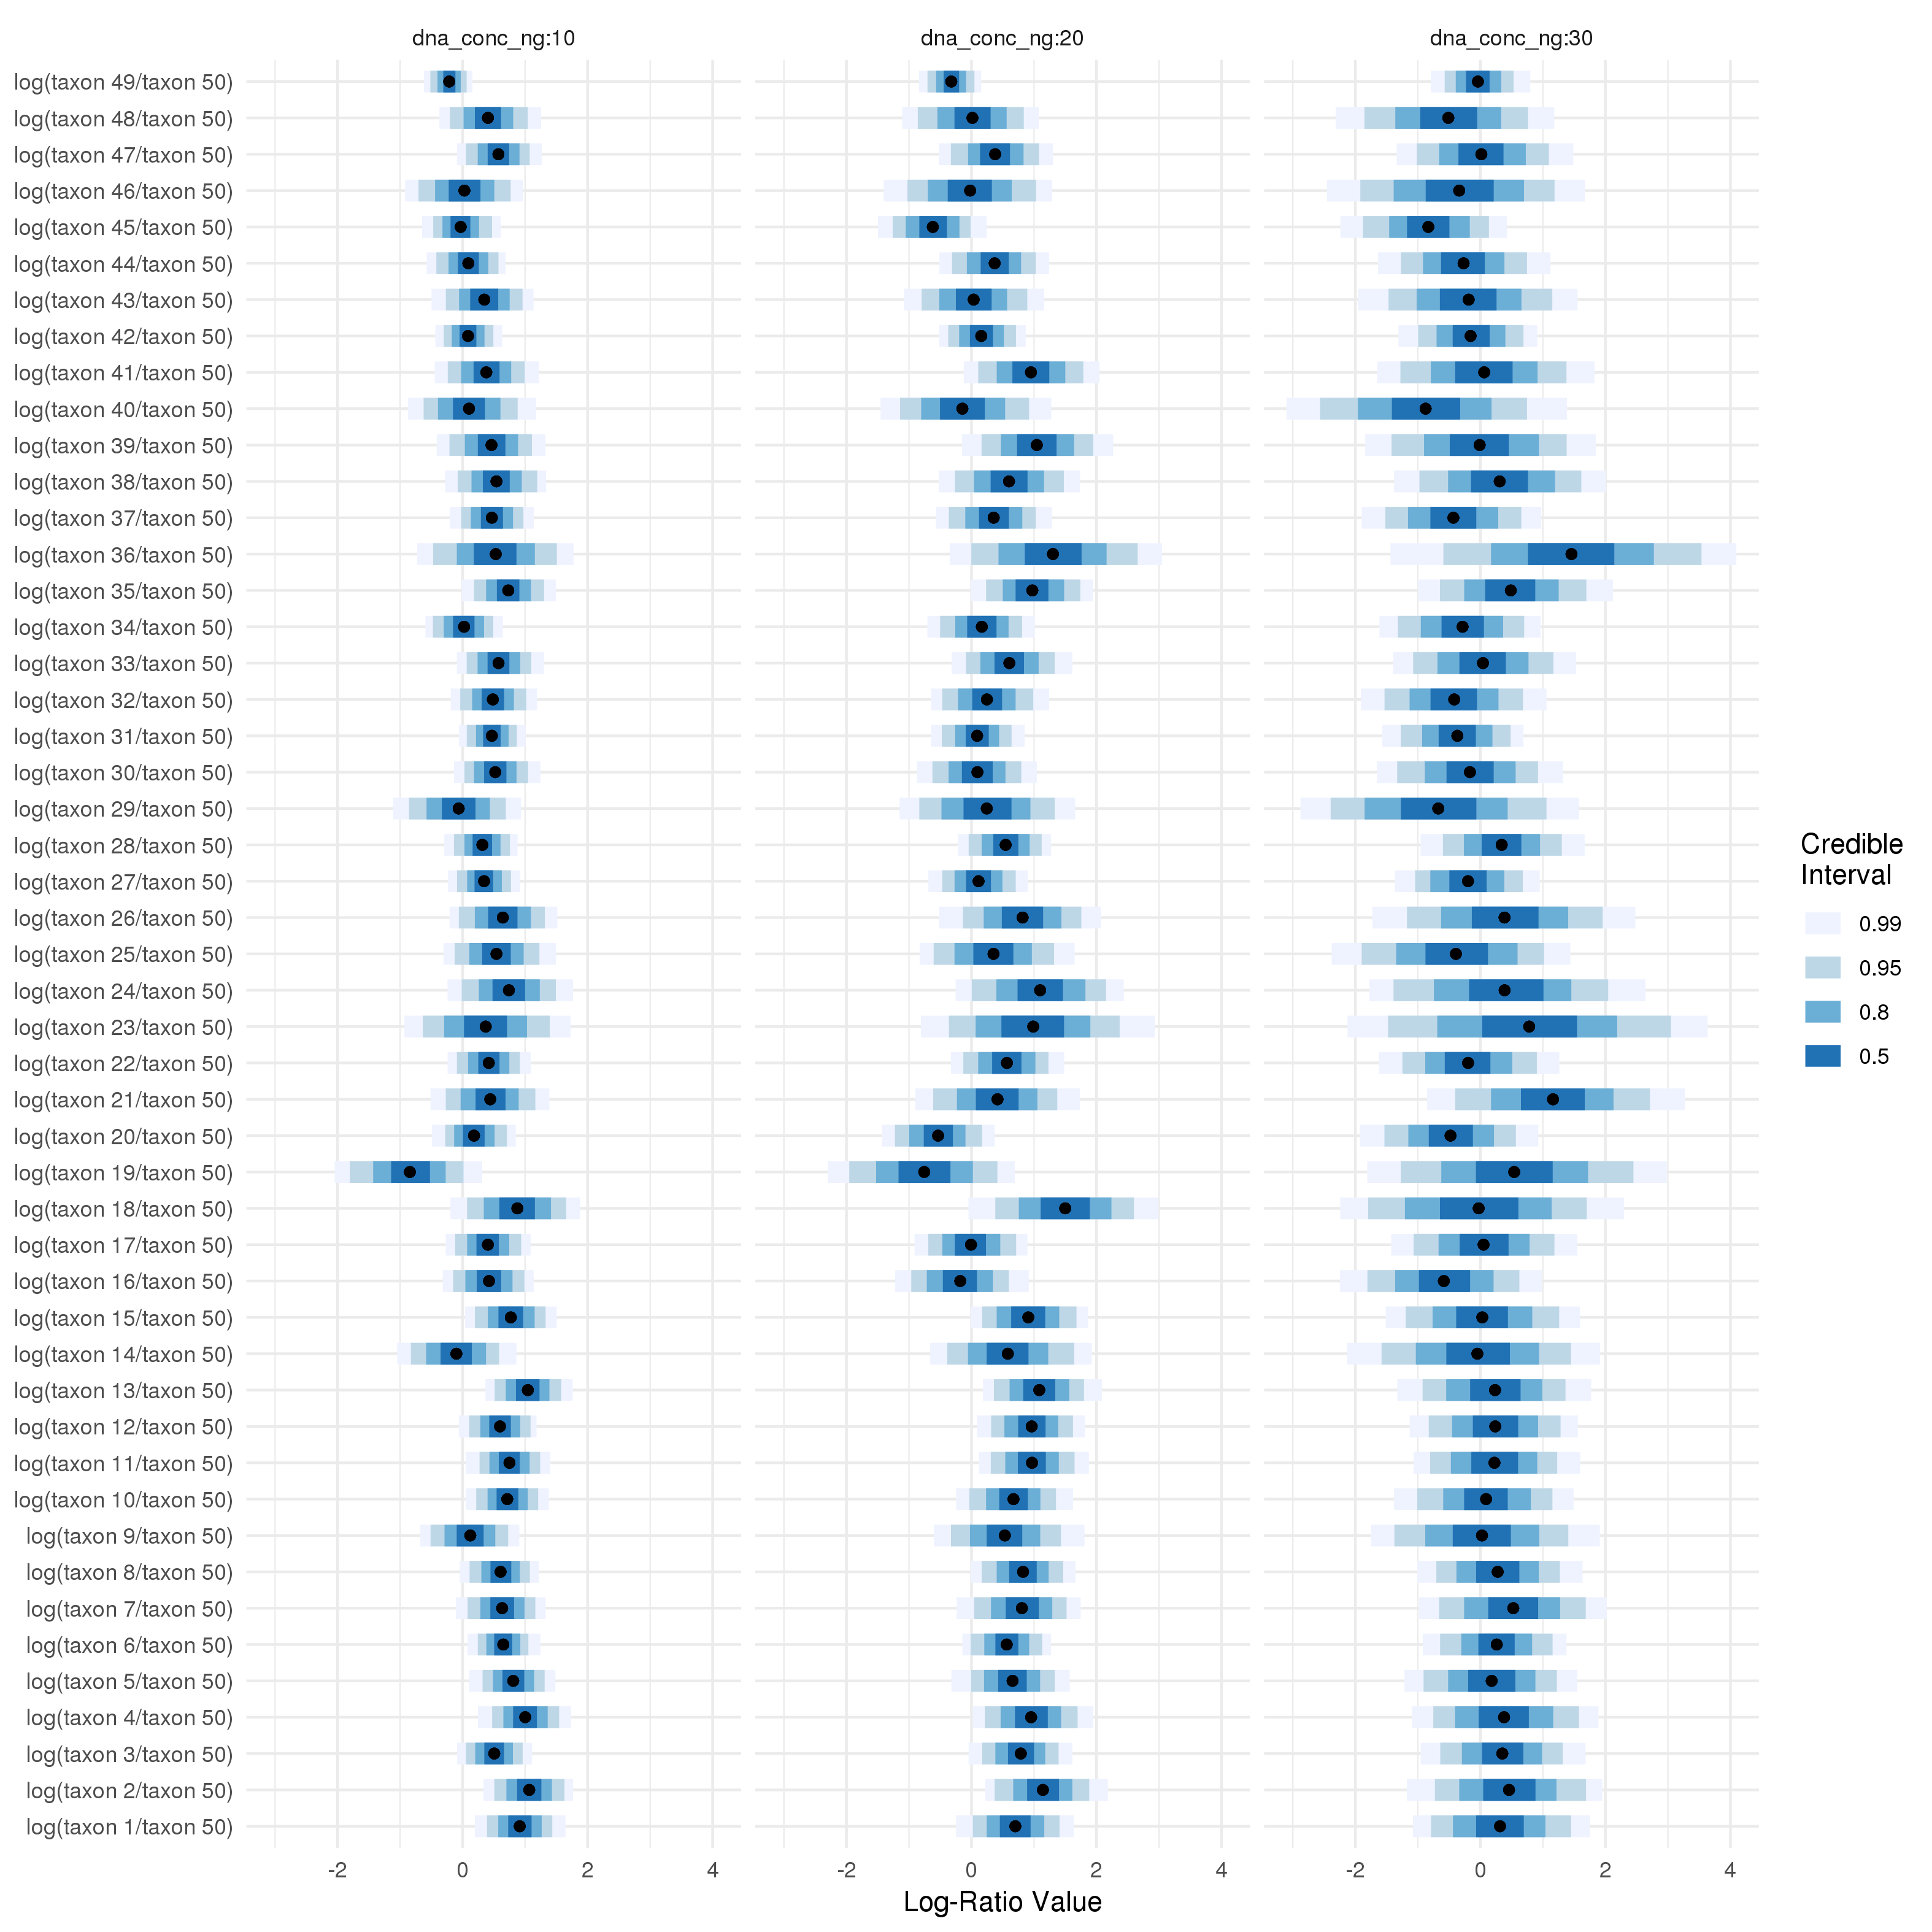 dna_conc_ng:10 dna_conc_ng:20 dna_conc_ng:30
log(taxon 49/taxon 50)
log(taxon 48/taxon 50)
log(taxon 47/taxon 50)
log(taxon 46/taxon 50)
log(taxon 45/taxon 50)
log(taxon 44/taxon 50)
log(taxon 43/taxon 50)
log(taxon 42/taxon 50)
log(taxon 41/taxon 50)
log(taxon 40/taxon 50)
log(taxon 39/taxon 50)
log(taxon 38/taxon 50)
log(taxon 37/taxon 50)
log(taxon 36/taxon 50)
log(taxon 35/taxon 50)
log(taxon 34/taxon 50)
log(taxon 33/taxon 50)
log(taxon 32/taxon 50)
log(taxon 31/taxon 50)
log(taxon 30/taxon 50)
log(taxon 29/taxon 50)
log(taxon 28/taxon 50)
log(taxon 27/taxon 50)
log(taxon 26/taxon 50)
log(taxon 25/taxon 50)
log(taxon 24/taxon 50)
log(taxon 23/taxon 50)
log(taxon 22/taxon 50)
log(taxon 21/taxon 50)
log(taxon 20/taxon 50)
log(taxon 19/taxon 50)
log(taxon 18/taxon 50)
log(taxon 17/taxon 50)
log(taxon 16/taxon 50)
log(taxon 15/taxon 50)
log(taxon 14/taxon 50)
log(taxon 13/taxon 50)
log(taxon 12/taxon 50)
log(taxon 11/taxon 50)
log(taxon 10/taxon 50)
log(taxon 9/taxon 50)
log(taxon 8/taxon 50)
log(taxon 7/taxon 50)
log(taxon 6/taxon 50)
log(taxon 5/taxon 50)
log(taxon 4/taxon 50)
log(taxon 3/taxon 50)
log(taxon 2/taxon 50)
log(taxon 1/taxon 50)
-2 0 2 4 -2 0 2 4 -2 0 2 4
Log-Ratio Value
Credible
Interval
0.99
0.95
0.8
0.5